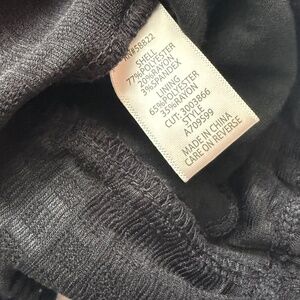 RN#58822
SHELL
77%POLYESTER
20%RAYON
3%SPANDEX
LINING
65%POLYESTER
35%RAYON
CUT: 3003866
STYLE
A709599
MADE IN CHINA
CARE ON REVERSE